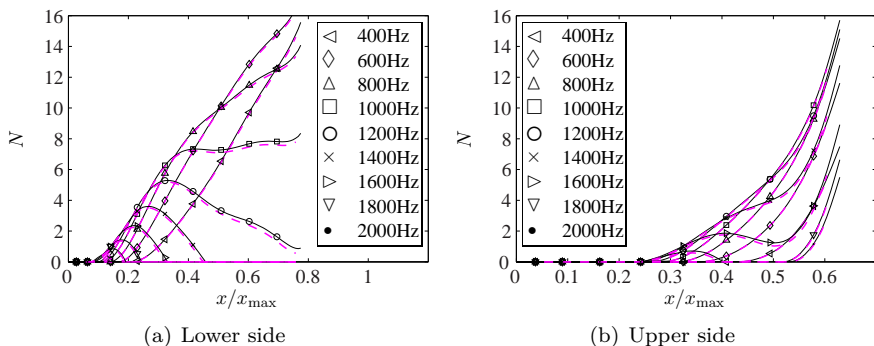 16
14
12
10
8
6
4
2
0
N
0
0.2
0.4
0.6
0.8
1
x/x_max
400Hz
600Hz
800Hz
1000Hz
1200Hz
1400Hz
1600Hz
1800Hz
2000Hz
(a) Lower side
16
14
12
10
8
6
4
2
0
N
0
0.1
0.2
0.3
0.4
0.5
0.6
x/x_max
400Hz
600Hz
800Hz
1000Hz
1200Hz
1400Hz
1600Hz
1800Hz
2000Hz
(b) Upper side